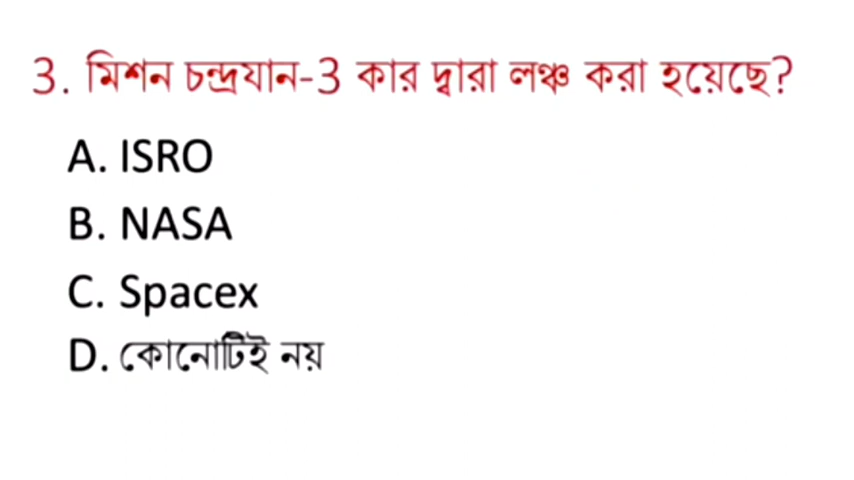 3. মিশন চন্দ্রযান-3 কার দ্বারা লঞ্চ করা হয়েছে?
A. ISRO
B. NASA
C. Spacex
D. কোনোটিই নয়